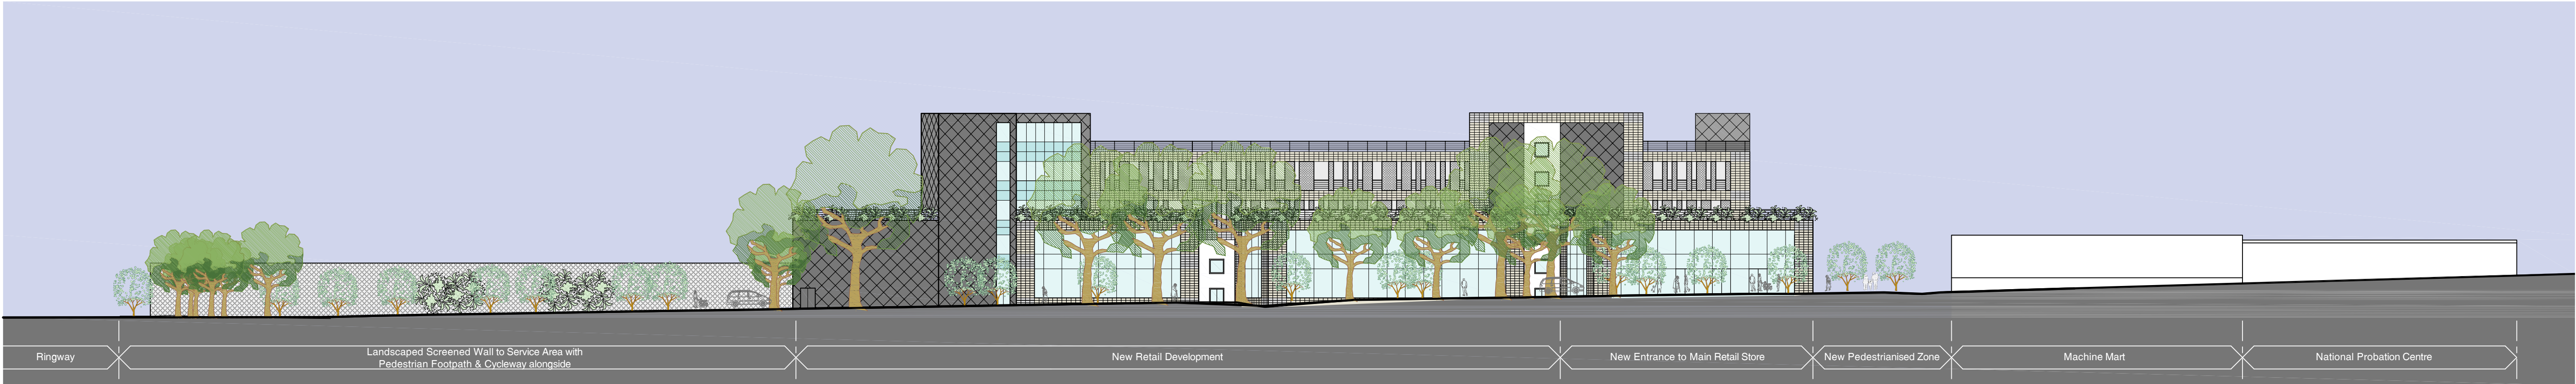 Ringway
Landscaped Screened Wall to Service Area with
Pedestrian Footpath & Cycleway alongside
New Retail Development
New Entrance to Main Retail Store
New Pedestrianised Zone
Machine Mart
National Probation Centre